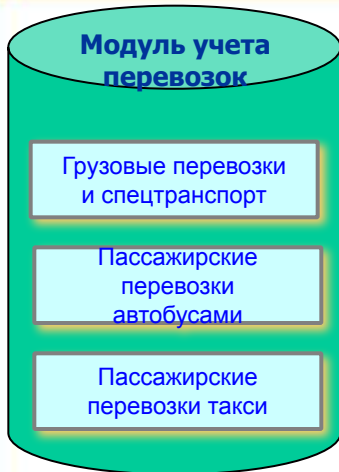 Модуль учета
перевозок
Грузовые перевозки
и спецтранспорт
Пассажирские
перевозки
автобусами
Пассажирские
перевозки такси